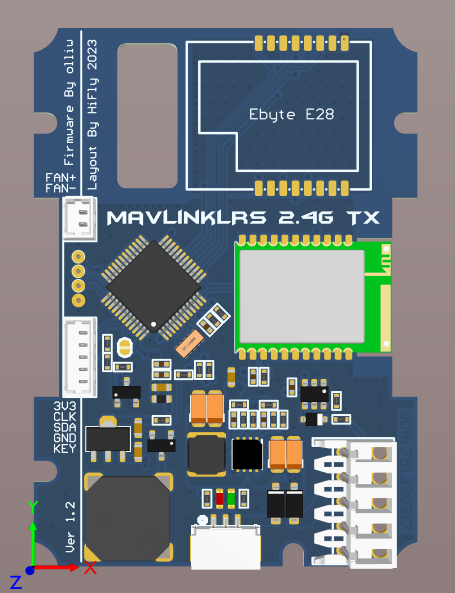 Firmware By olliw
Layout By HiFly 2023
Ebyte E28
FAN+
FAN-
MAVLINKLRS 2.4G TX
3V3
CLK
SDA
GND
KEY
Ver 1.2
Y
X
Z